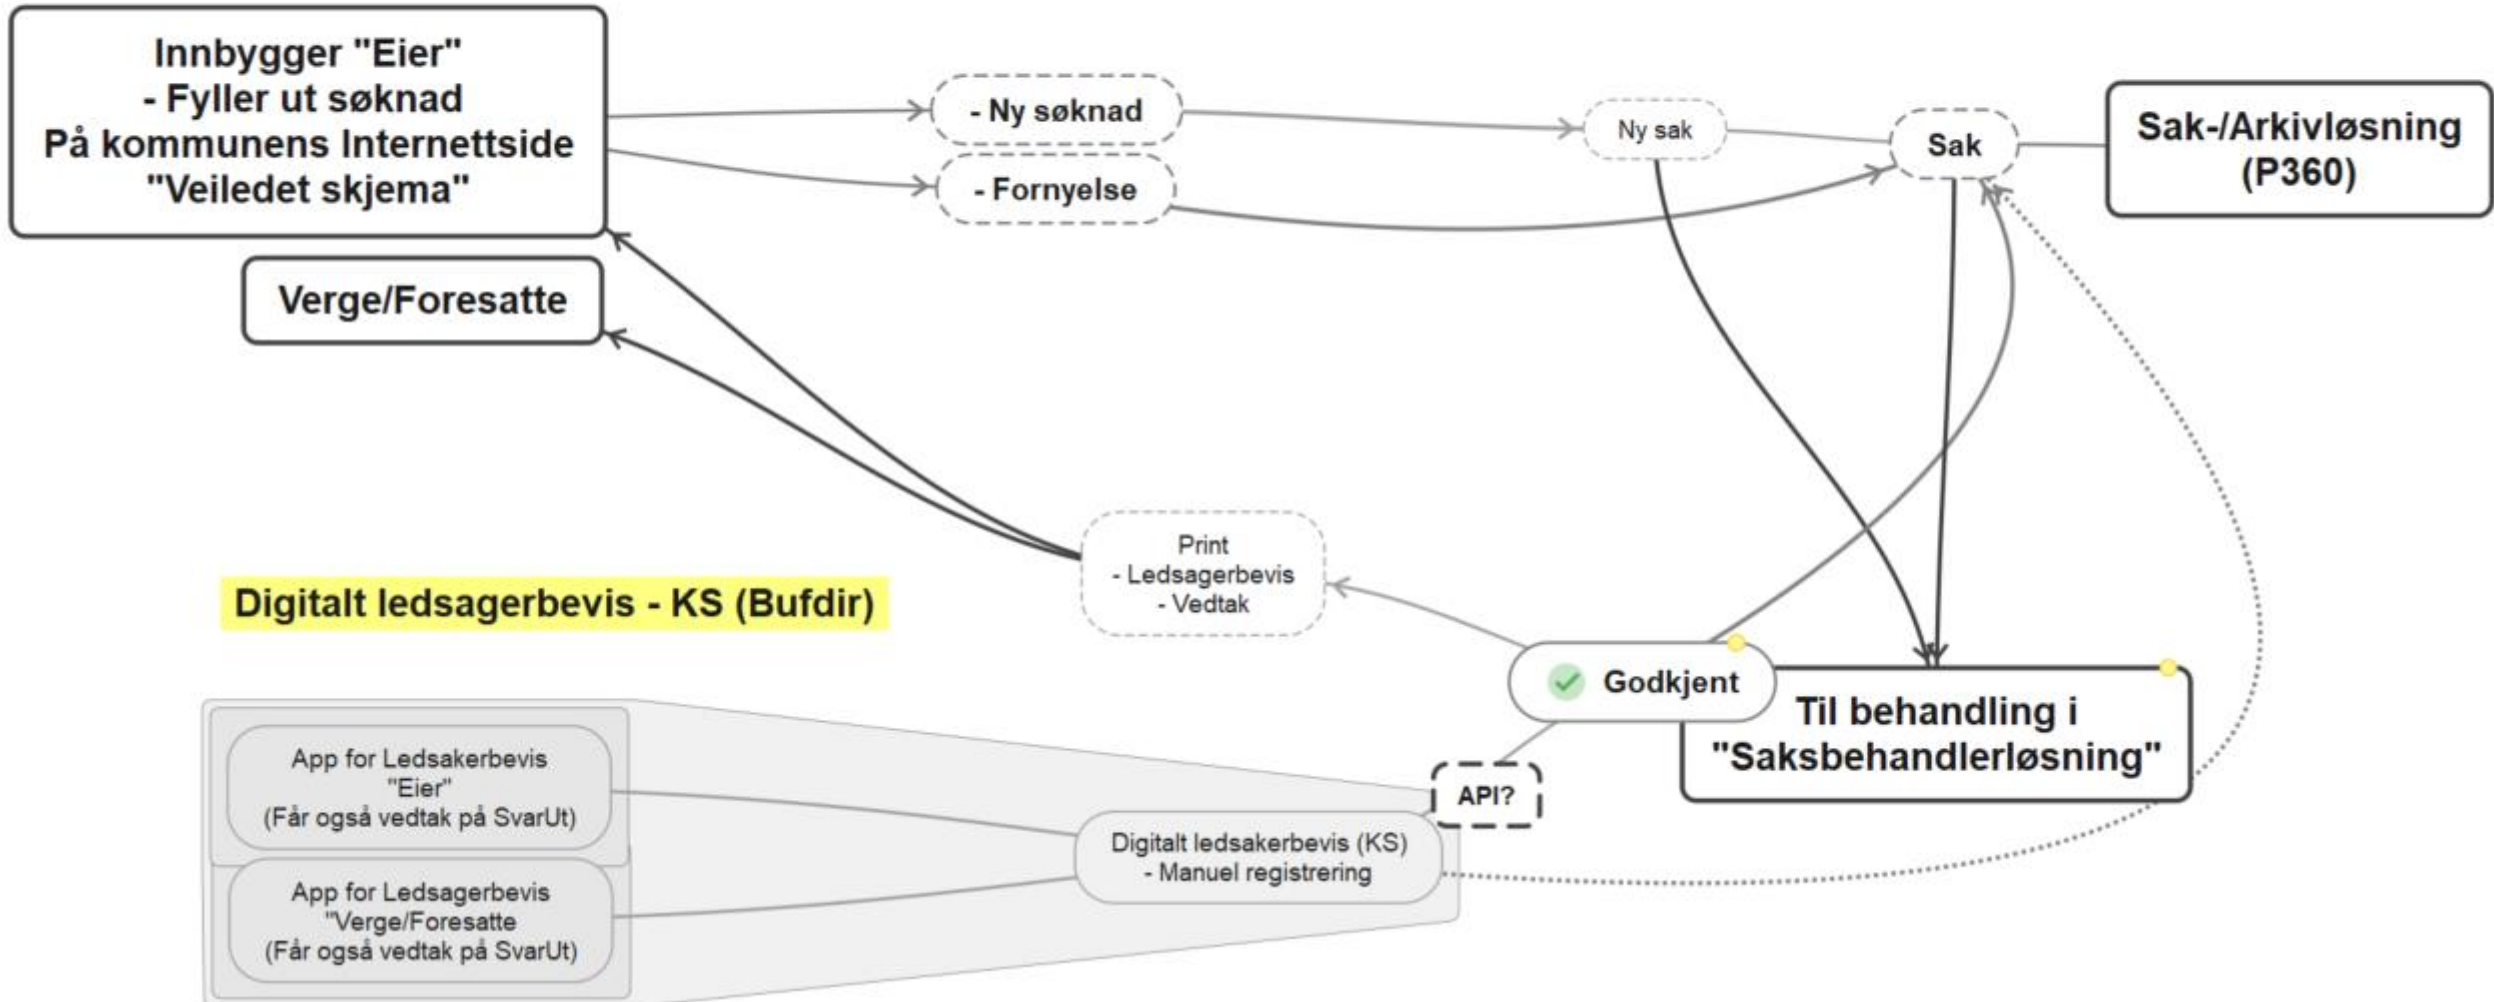 Innbygger "Eier"
- Fyller ut søknad
På kommunens Internettside
"Veiledet skjema"
Verge/Foresatte
- Ny søknad
- Fornyelse
Ny sak
Sak
Sak-/Arkivløsning
(P360)
Print
- Ledsagerbevis
- Vedtak
Digitalt ledsagerbevis - KS (Bufdir)
Godkjent
Til behandling i
"Saksbehandlerløsning"
API?
App for Ledsakerbevis
"Eier"
(Får også vedtak på SvarUt)
Digitalt ledsakerbevis (KS)
- Manuel registrering
App for Ledsagerbevis
"Verge/Foresatte
(Får også vedtak på SvarUt)